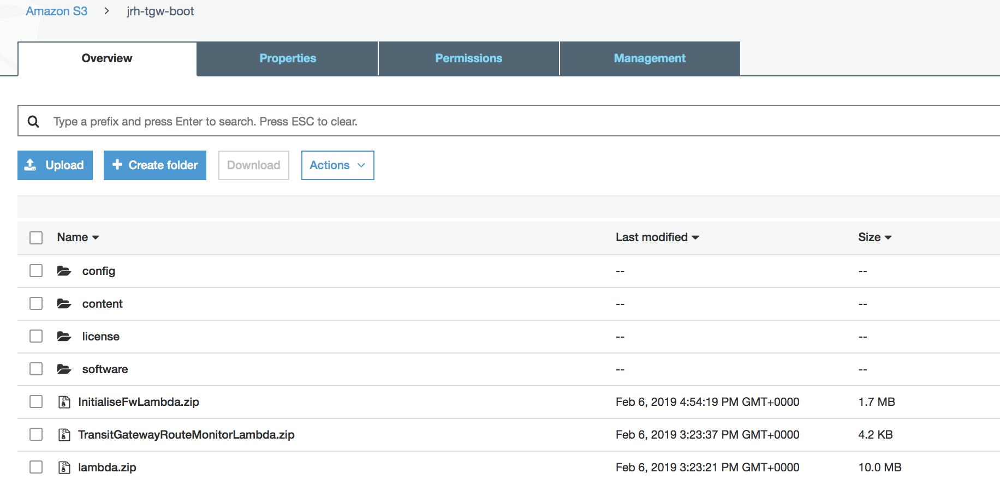 Amazon S3 > jrh-tgw-boot
Overview Properties Permissions Management
Type a prefix and press Enter to search. Press ESC to clear.
Upload Create folder Download Actions
Name Last modified Size
config -- --
content -- --
license -- --
software -- --
InitialiseFwLambda.zip Feb 6, 2019 4:54:19 PM GMT+0000 1.7 MB
TransitGatewayRouteMonitorLambda.zip Feb 6, 2019 3:23:37 PM GMT+0000 4.2 KB
lambda.zip Feb 6, 2019 3:23:21 PM GMT+0000 10.0 MB